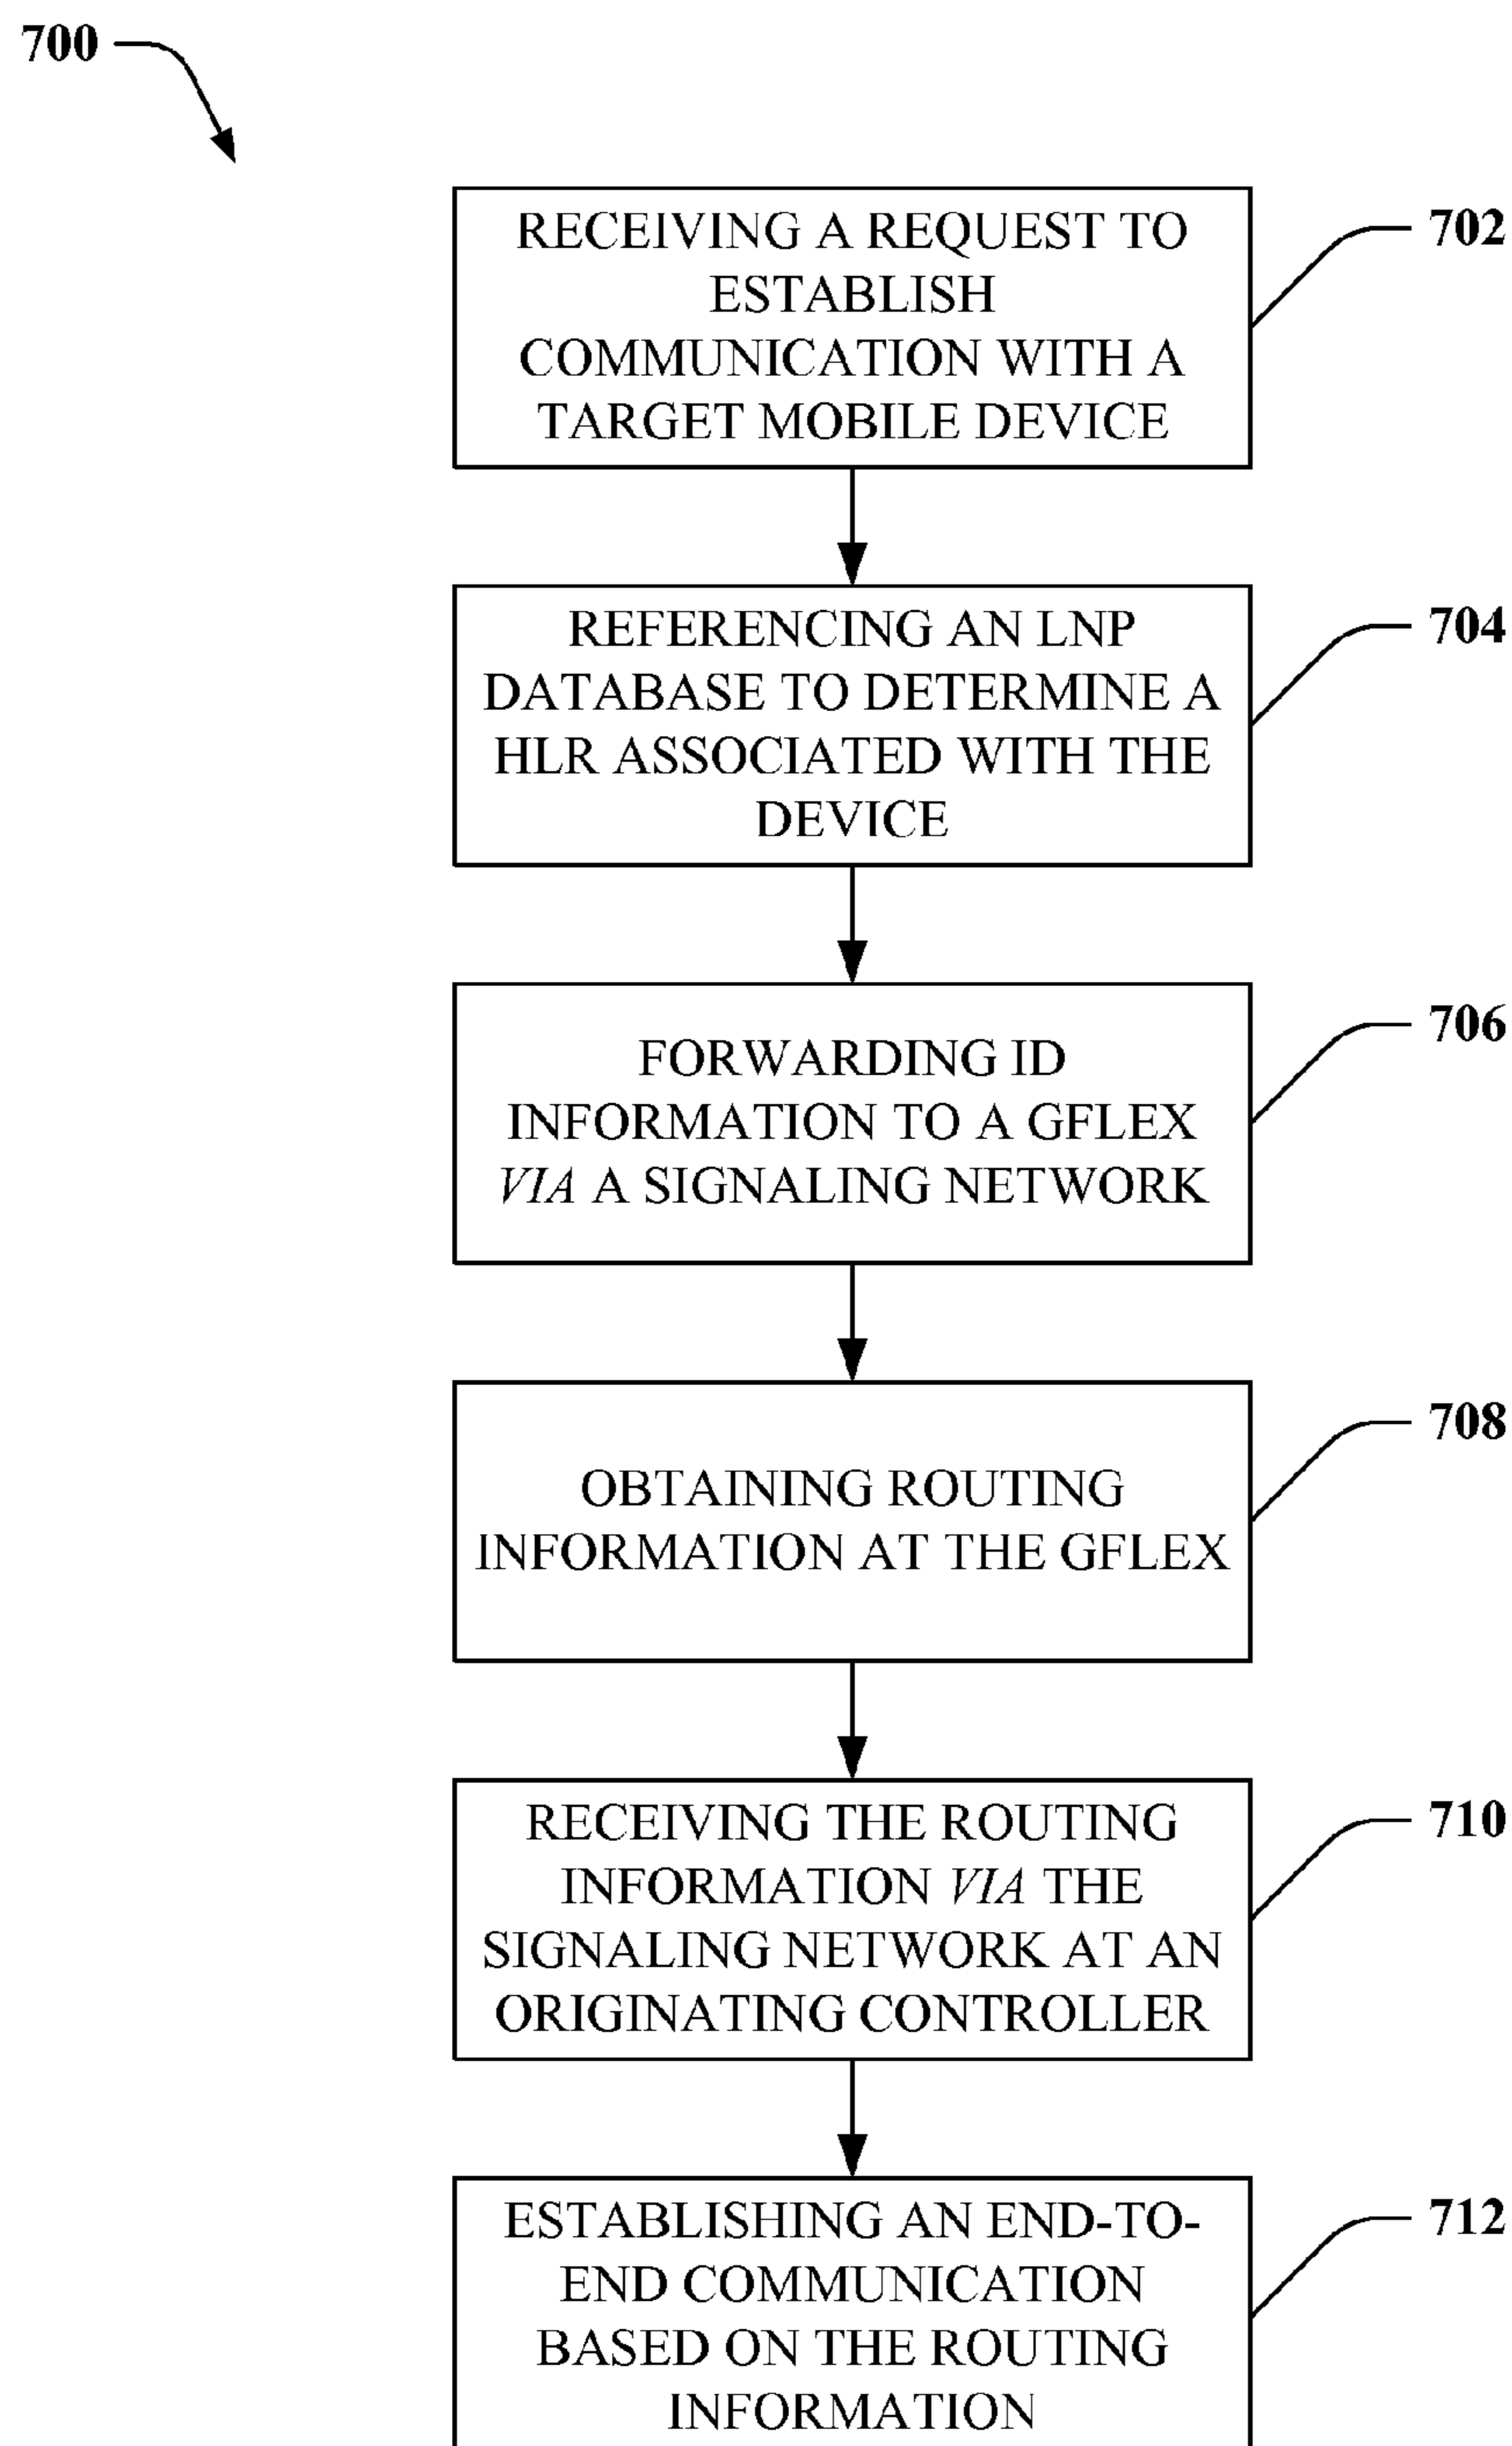 700
RECEIVING A REQUEST TO
ESTABLISH
COMMUNICATION WITH A
TARGET MOBILE DEVICE
702
REFERENCING AN LNP
DATABASE TO DETERMINE A
HLR ASSOCIATED WITH THE
DEVICE
704
FORWARDING ID
INFORMATION TO A GFLEX
VIA A SIGNALING NETWORK
706
OBTAINING ROUTING
INFORMATION AT THE GFLEX
708
RECEIVING THE ROUTING
INFORMATION VIA THE
SIGNALING NETWORK AT AN
ORIGINATING CONTROLLER
710
ESTABLISHING AN END-TO-
END COMMUNICATION
BASED ON THE ROUTING
INFORMATION
712